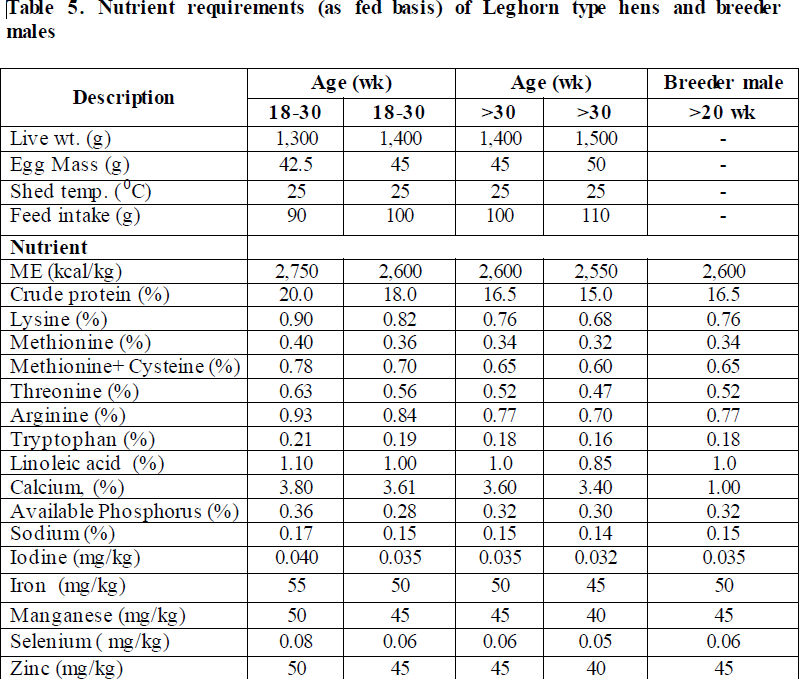 Table 5. Nutrient requirements (as fed basis) of Leghorn type hens and breeder
males
Description Age (wk) Age (wk) Breeder male
18-30 18-30 >30 >30 >20 wk
Live wt. (g) 1,300 1,400 1,400 1,500 -
Egg Mass (g) 42.5 45 45 50 -
Shed temp. (⁰C) 25 25 25 25 -
Feed intake (g) 90 100 100 110 -
Nutrient
ME (kcal/kg) 2,750 2,600 2,600 2,550 2,600
Crude protein (%) 20.0 18.0 16.5 15.0 16.5
Lysine (%) 0.90 0.82 0.76 0.68 0.76
Methionine (%) 0.40 0.36 0.34 0.32 0.34
Methionine+ Cysteine (%) 0.78 0.70 0.65 0.60 0.65
Threonine (%) 0.63 0.56 0.52 0.47 0.52
Arginine (%) 0.93 0.84 0.77 0.70 0.77
Tryptophan (%) 0.21 0.19 0.18 0.16 0.18
Linoleic acid (%) 1.10 1.00 1.0 0.85 1.0
Calcium, (%) 3.80 3.61 3.60 3.40 1.00
Available Phosphorus (%) 0.36 0.28 0.32 0.30 0.32
Sodium (%) 0.17 0.15 0.15 0.14 0.15
Iodine (mg/kg) 0.040 0.035 0.035 0.032 0.035
Iron (mg/kg) 55 50 50 45 50
Manganese (mg/kg) 50 45 45 40 45
Selenium ( mg/kg) 0.08 0.06 0.06 0.05 0.06
Zinc (mg/kg) 50 45 45 40 45